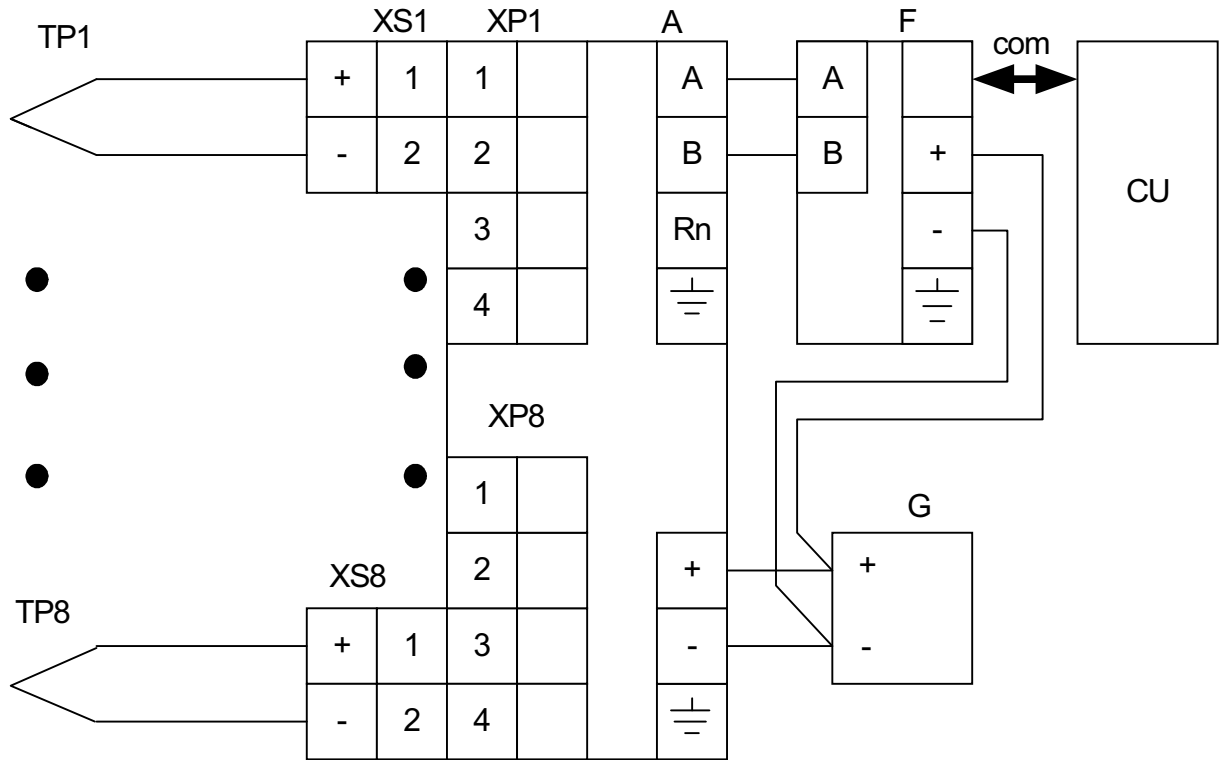 XS1 XP1 A F
TP1 com
+ 1 1 A A
- 2 2 B B + CU
3 Rn -
4
XP8
1 G
2 + +
XS8
TP8
+ 1 3 - -
- 2 4